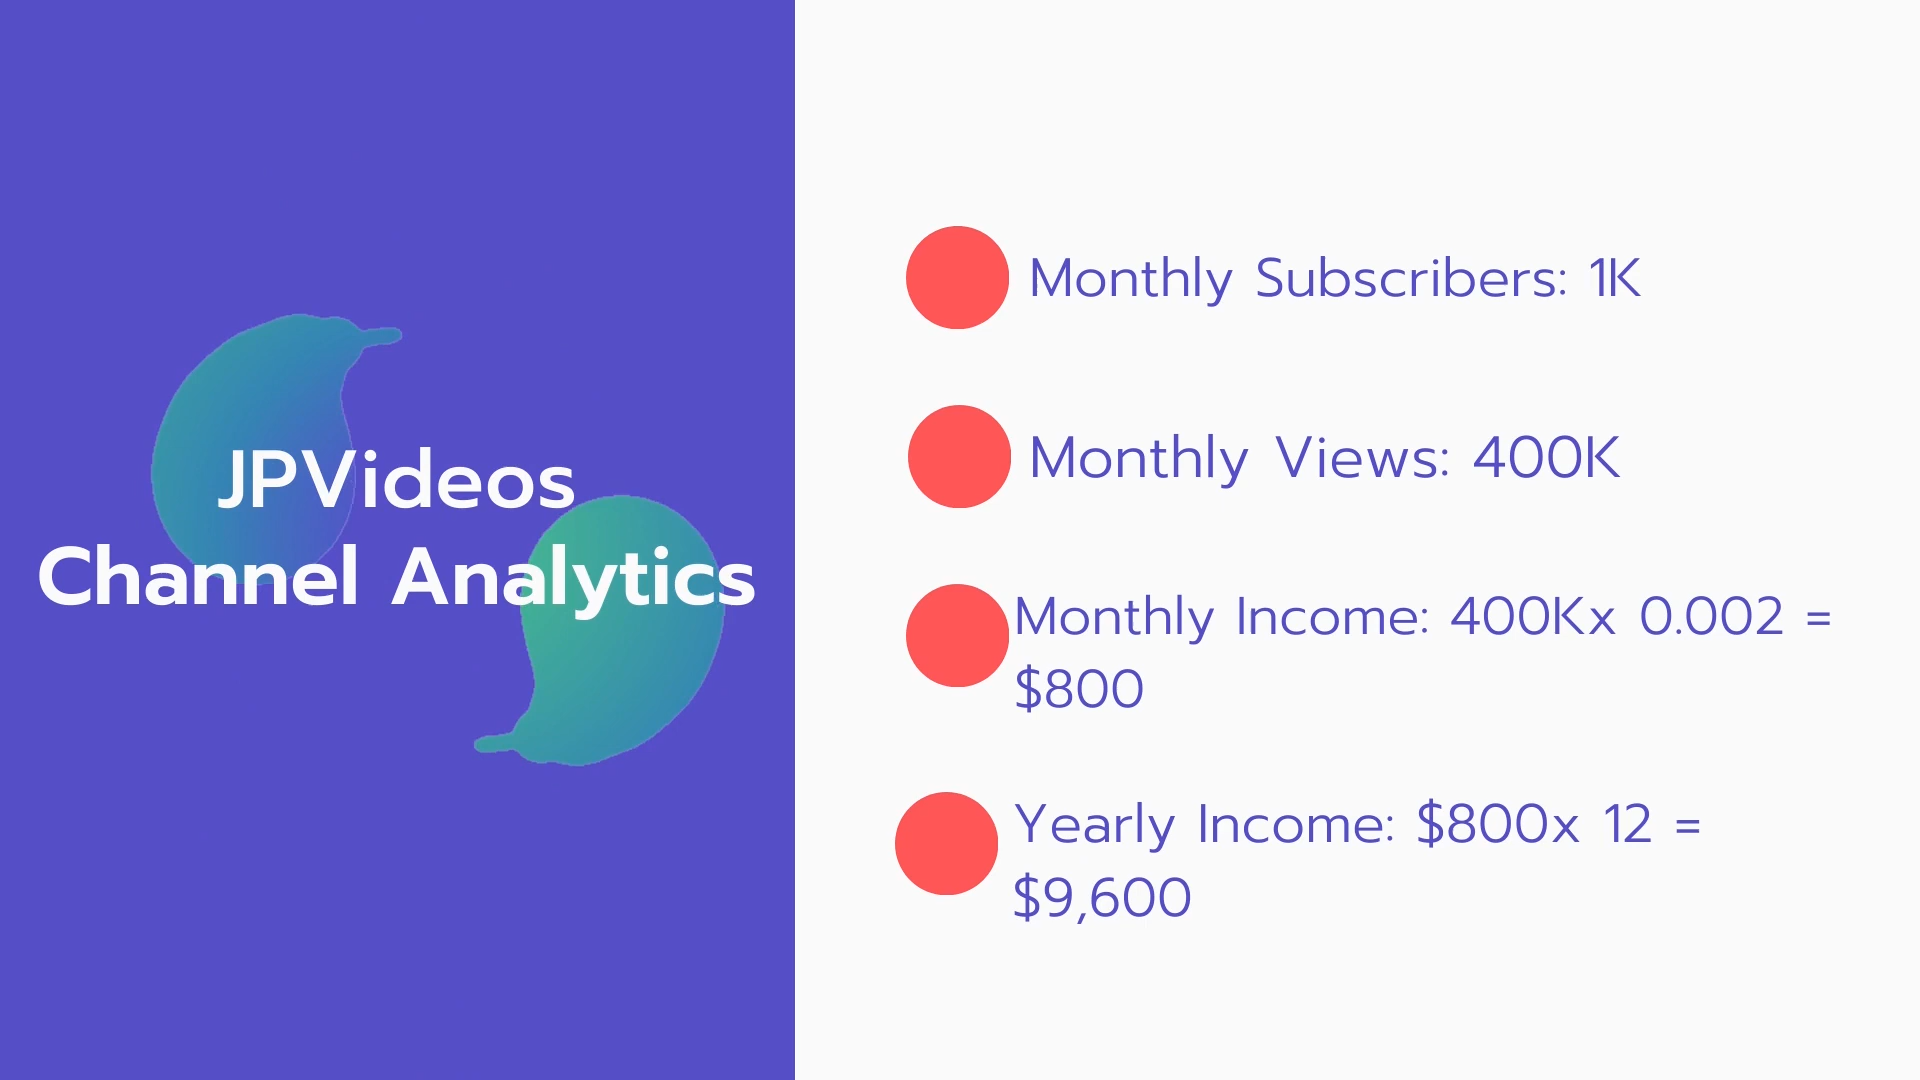 JPVideos
Channel Analytics
Monthly Subscribers: 1K
Monthly Views: 400K
Monthly Income: 400Kx 0.002 =
$800
Yearly Income: $800x 12 =
$9,600